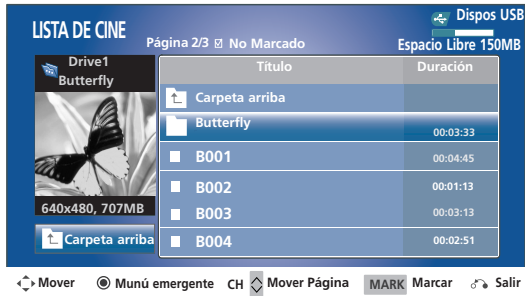 LISTA DE CINE
Página 2/3 No Marcado
Dispos USB
Espacio Libre 150MB
Drive1
Butterfly
640x480, 707MB
Carpeta arriba
Título Duración
Carpeta arriba
Butterfly 00:03:33
B001 00:04:45
B002 00:01:13
B003 00:03:13
B004 00:02:51
Mover Munú emergente CH Mover Página MARK Marcar Salir